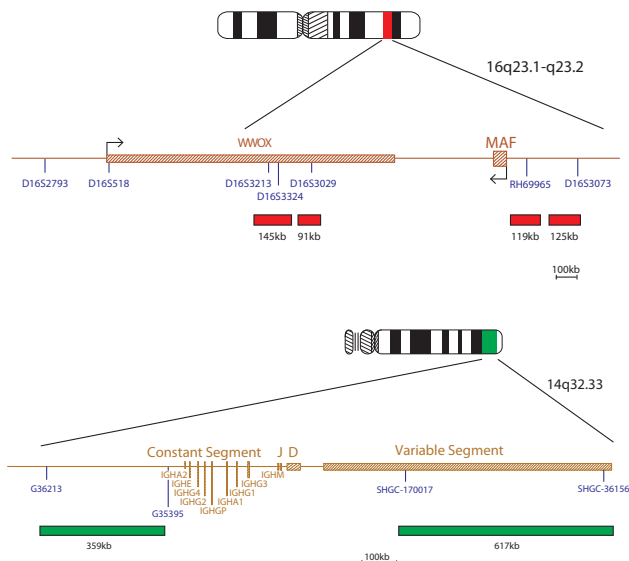 16q23.1-q23.2
WWOX
MAF
D16S2793
D16S518
D16S3213
D16S3029
RH69965
D16S3073
D16S3324
145kb
91kb
119kb
125kb
100kb
14q32.33
Constant Segment
J
D
Variable Segment
IGHA2
IGHE
IGHG4
IGHG2
IGHGP
IGHA1
IGHG1
IGHG3
IGHM
G36213
G35395
SHGC-170017
SHGC-36156
359kb
617kb
100kb